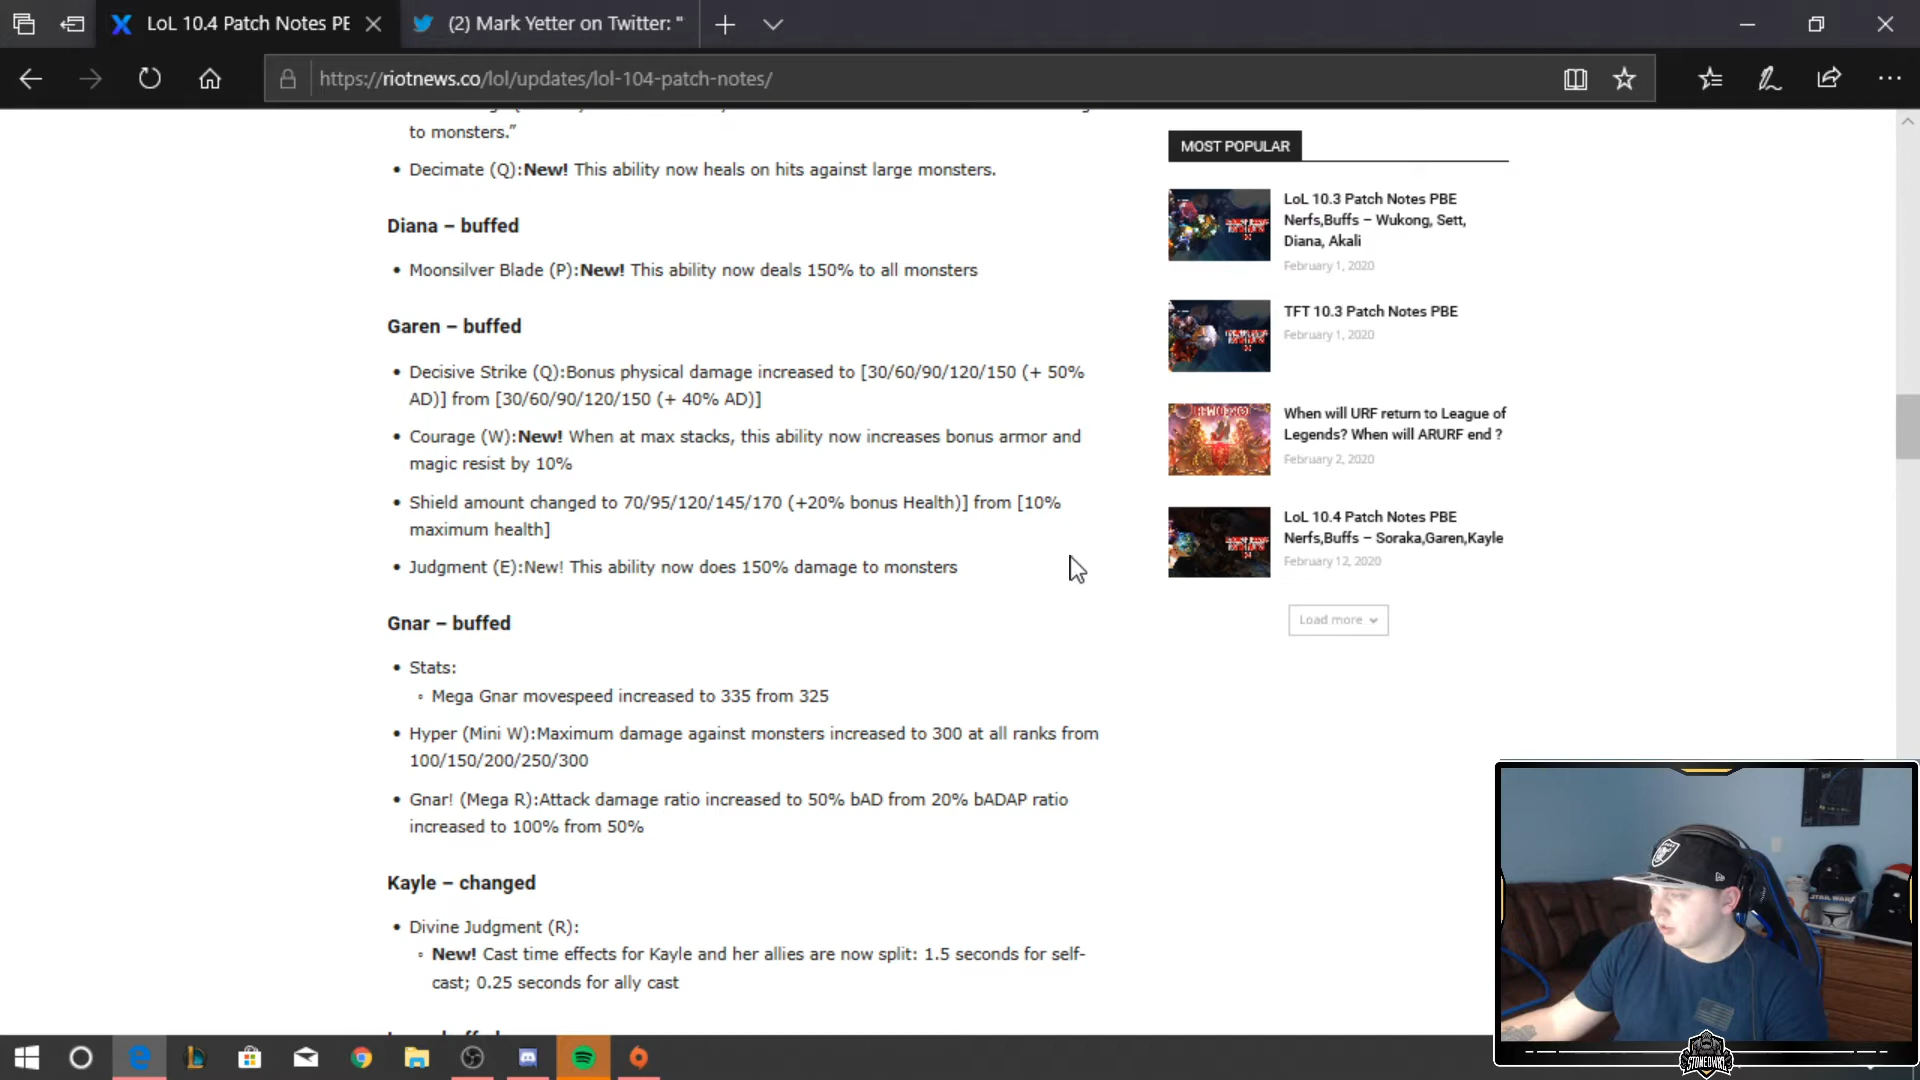 LoL 10.4 Patch Notes PE
(2) Mark Yetter on Twitter: "
https://riotnews.co/lol/updates/lol-104-patch-notes/
to monsters.”
• Decimate (Q):New! This ability now heals on hits against large monsters.
Diana – buffed
• Moonsilver Blade (P):New! This ability now deals 150% to all monsters
Garen – buffed
• Decisive Strike (Q):Bonus physical damage increased to [30/60/90/120/150 (+ 50%
AD)] from [30/60/90/120/150 (+ 40% AD)]
• Courage (W):New! When at max stacks, this ability now increases bonus armor and
magic resist by 10%
• Shield amount changed to 70/95/120/145/170 (+20% bonus Health)] from [10%
maximum health]
• Judgment (E):New! This ability now does 150% damage to monsters
Gnar – buffed
• Stats:
◦ Mega Gnar movespeed increased to 335 from 325
• Hyper (Mini W):Maximum damage against monsters increased to 300 at all ranks from
100/150/200/250/300
• Gnar! (Mega R):Attack damage ratio increased to 50% bAD from 20% bADAP ratio
increased to 100% from 50%
Kayle – changed
• Divine Judgment (R):
◦ New! Cast time effects for Kayle and her allies are now split: 1.5 seconds for self-
cast; 0.25 seconds for ally cast
MOST POPULAR
LoL 10.3 Patch Notes PBE
Nerfs,Buffs – Wukong, Sett,
Diana, Akali
February 1, 2020
TFT 10.3 Patch Notes PBE
February 1, 2020
When will URF return to League of
Legends? When will ARURF end ?
February 2, 2020
LoL 10.4 Patch Notes PBE
Nerfs,Buffs – Soraka,Garen,Kayle
February 12, 2020
Load more
STAR WARS
STONEOWXL